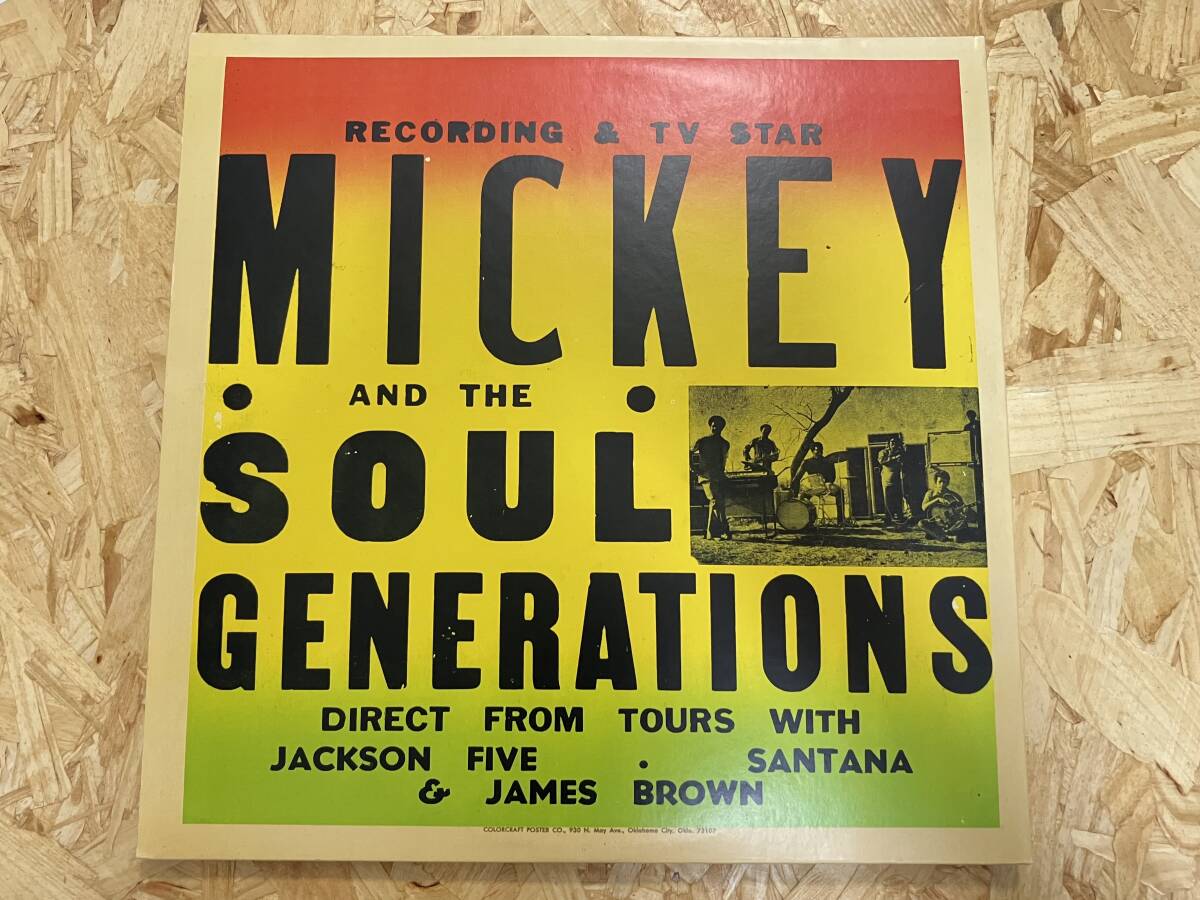 RECORDING & TV STAR
MICKEY
• AND THE •
SOUL
GENERATIONS
DIRECT FROM TOURS WITH
JACKSON FIVE • SANTANA
& JAMES BROWN
COLORCRAFT POSTER CO., 930 N. May Ave., Oklahoma City, Okla. 73107